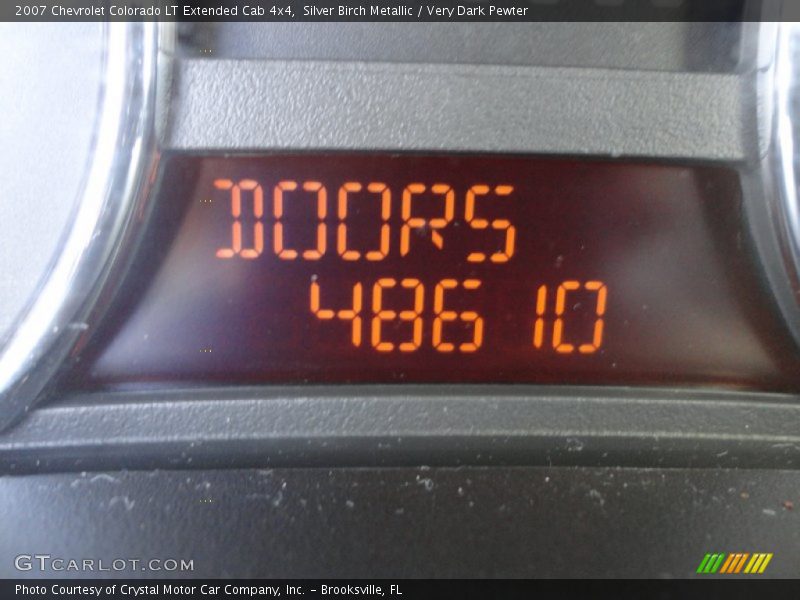 2007 Chevrolet Colorado LT Extended Cab 4x4, Silver Birch Metallic / Very Dark Pewter
DOORS
48610
GTCARLOT.COM
Photo Courtesy of Crystal Motor Car Company, Inc. – Brooksville, FL